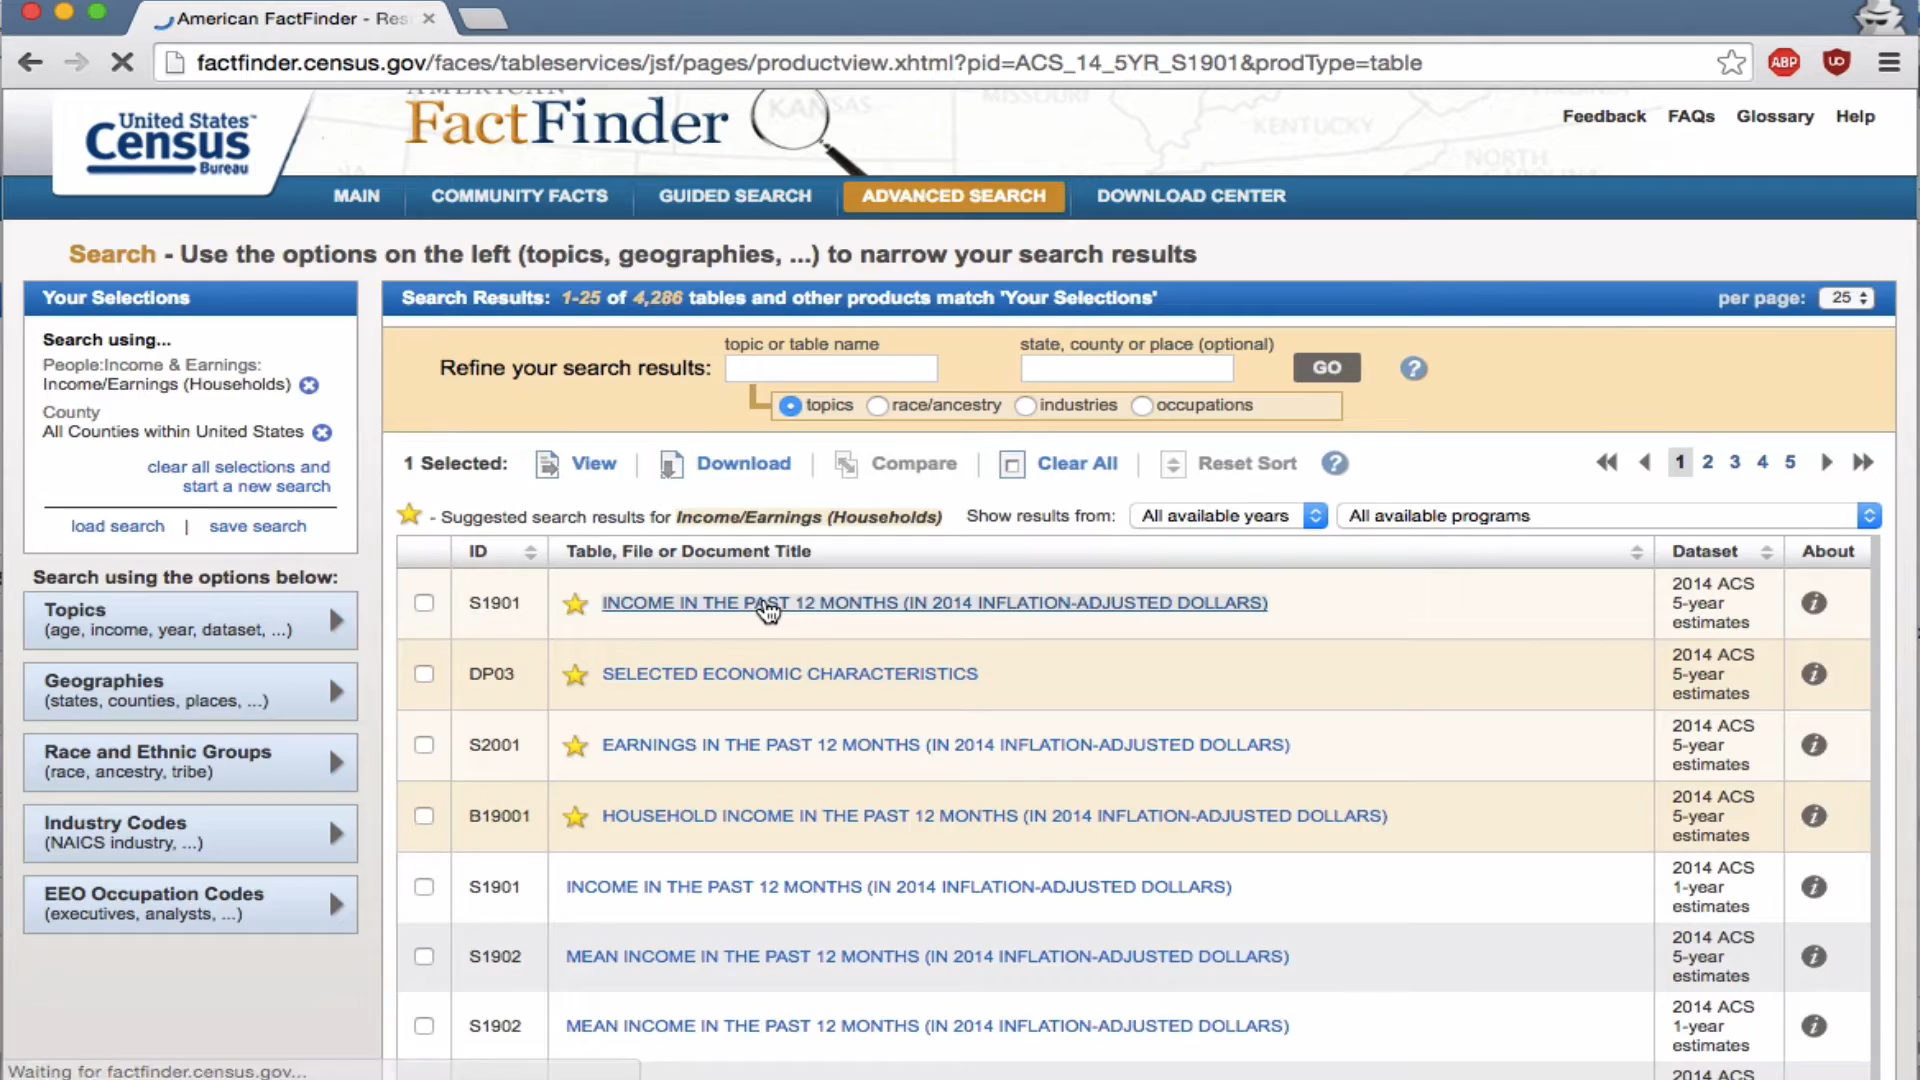 American FactFinder - Res
factfinder.census.gov/faces/tableservices/jsf/pages/productview.xhtml?pid=ACS_14_5YR_S1901&prodType=table
ABP
UD
United States™
Census
Bureau
AMERICAN
FactFinder
KANSAS
MISSOURI
KENTUCKY
VIRGINIA
NORTH
CAROLINA
VA
Feedback FAQs Glossary Help
MAIN COMMUNITY FACTS GUIDED SEARCH ADVANCED SEARCH DOWNLOAD CENTER
Search - Use the options on the left (topics, geographies, ...) to narrow your search results
Your Selections
Search using...
People:Income & Earnings:
Income/Earnings (Households)
County
All Counties within United States
clear all selections and
start a new search
load search | save search
Search using the options below:
Topics
(age, income, year, dataset, ...)
Geographies
(states, counties, places, ...)
Race and Ethnic Groups
(race, ancestry, tribe)
Industry Codes
(NAICS industry, ...)
EEO Occupation Codes
(executives, analysts, ...)
Search Results: 1-25 of 4,286 tables and other products match 'Your Selections'
per page: 25
topic or table name state, county or place (optional)
Refine your search results: GO ?
topics race/ancestry industries occupations
1 Selected: View | Download | Compare | Clear All | Reset Sort ?
1 2 3 4 5
- Suggested search results for Income/Earnings (Households) Show results from: All available years All available programs
ID Table, File or Document Title Dataset About
S1901 INCOME IN THE PAST 12 MONTHS (IN 2014 INFLATION-ADJUSTED DOLLARS) 2014 ACS
5-year
estimates
DP03 SELECTED ECONOMIC CHARACTERISTICS 2014 ACS
5-year
estimates
S2001 EARNINGS IN THE PAST 12 MONTHS (IN 2014 INFLATION-ADJUSTED DOLLARS) 2014 ACS
5-year
estimates
B19001 HOUSEHOLD INCOME IN THE PAST 12 MONTHS (IN 2014 INFLATION-ADJUSTED DOLLARS) 2014 ACS
5-year
estimates
S1901 INCOME IN THE PAST 12 MONTHS (IN 2014 INFLATION-ADJUSTED DOLLARS) 2014 ACS
1-year
estimates
S1902 MEAN INCOME IN THE PAST 12 MONTHS (IN 2014 INFLATION-ADJUSTED DOLLARS) 2014 ACS
5-year
estimates
S1902 MEAN INCOME IN THE PAST 12 MONTHS (IN 2014 INFLATION-ADJUSTED DOLLARS) 2014 ACS
1-year
estimates
2014 ACS
Waiting for factfinder.census.gov...